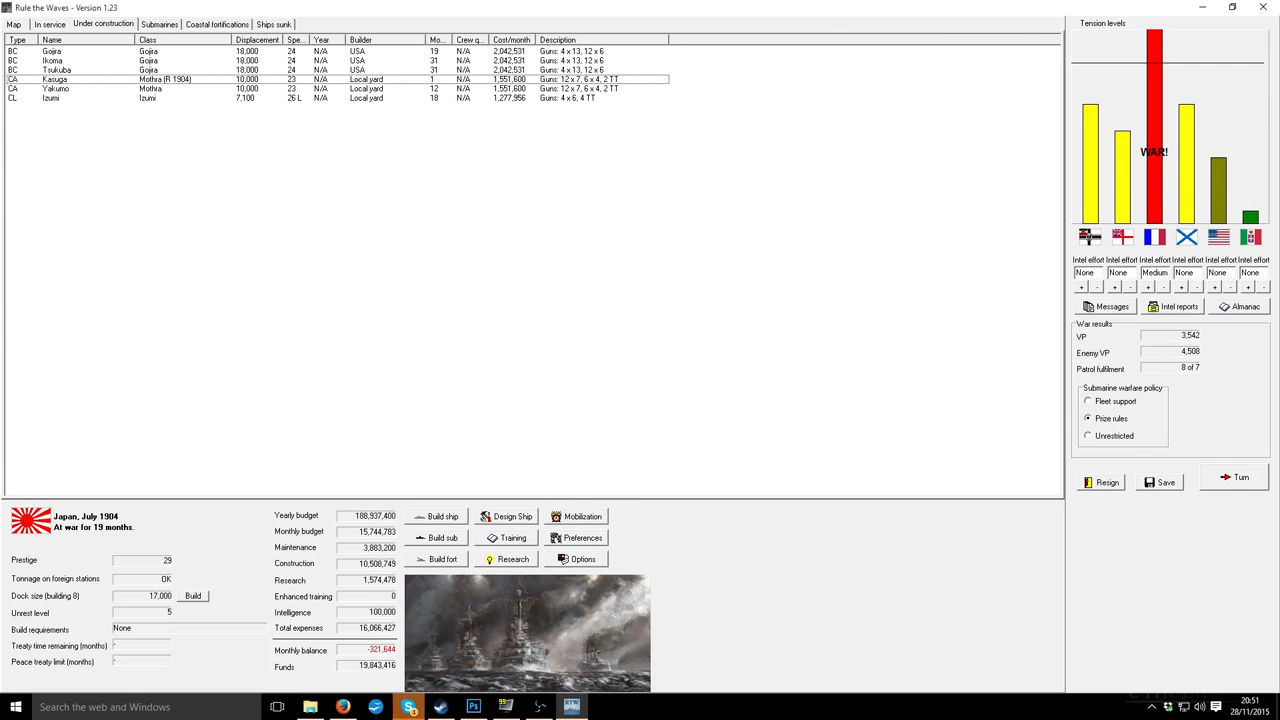 Rule the Waves - Version 1.23
Map In service Under construction Submarines Coastal fortifications Ships sunk
Type Name Class Displacement Spe... Year Builder Mo... Crew q... Cost/month Description
BC Gojira Gojira 18,000 24 N/A USA 19 N/A 2,042,531 Guns: 4 x 13, 12 x 6
BC Ikoma Gojira 18,000 24 N/A USA 31 N/A 2,042,531 Guns: 4 x 13, 12 x 6
BC Tsukuba Gojira 18,000 24 N/A USA 31 N/A 2,042,531 Guns: 4 x 13, 12 x 6
CA Kasuga Mothra (R 1904) 10,000 23 N/A Local yard 1 N/A 1,551,600 Guns: 12 x 7, 6 x 4, 2 TT
CA Yakumo Mothra 10,000 23 N/A Local yard 12 N/A 1,551,600 Guns: 12 x 7, 6 x 4, 2 TT
CL Izumi Izumi 7,100 26 L N/A Local yard 18 N/A 1,277,956 Guns: 4 x 6, 4 TT
Tension levels
WAR!
Intel effort Intel effort Intel effort Intel effort Intel effort Intel effort
None None Medium None None None
+ - + - + - + - + - + -
Messages Intel reports Almanac
War results
VP 3,542
Enemy VP 4,508
Patrol fulfilment 8 of 7
Submarine warfare policy
Fleet support
Prize rules
Unrestricted
Resign Save Turn
Japan, July 1904
At war for 19 months.
Prestige 29
Tonnage on foreign stations OK
Dock size (building 8) 17,000 Build
Unrest level 5
Build requirements None
Treaty time remaining (months) -
Peace treaty limit (months) -
Yearly budget 188,937,400
Monthly budget 15,744,783
Maintenance 3,883,200
Construction 10,508,749
Research 1,574,478
Enhanced training 0
Intelligence 100,000
Total expenses 16,066,427
Monthly balance -321,644
Funds 19,843,416
Build ship Design Ship Mobilization
Build sub Training Preferences
Build fort Research Options
Search the web and Windows
20:51
28/11/2015